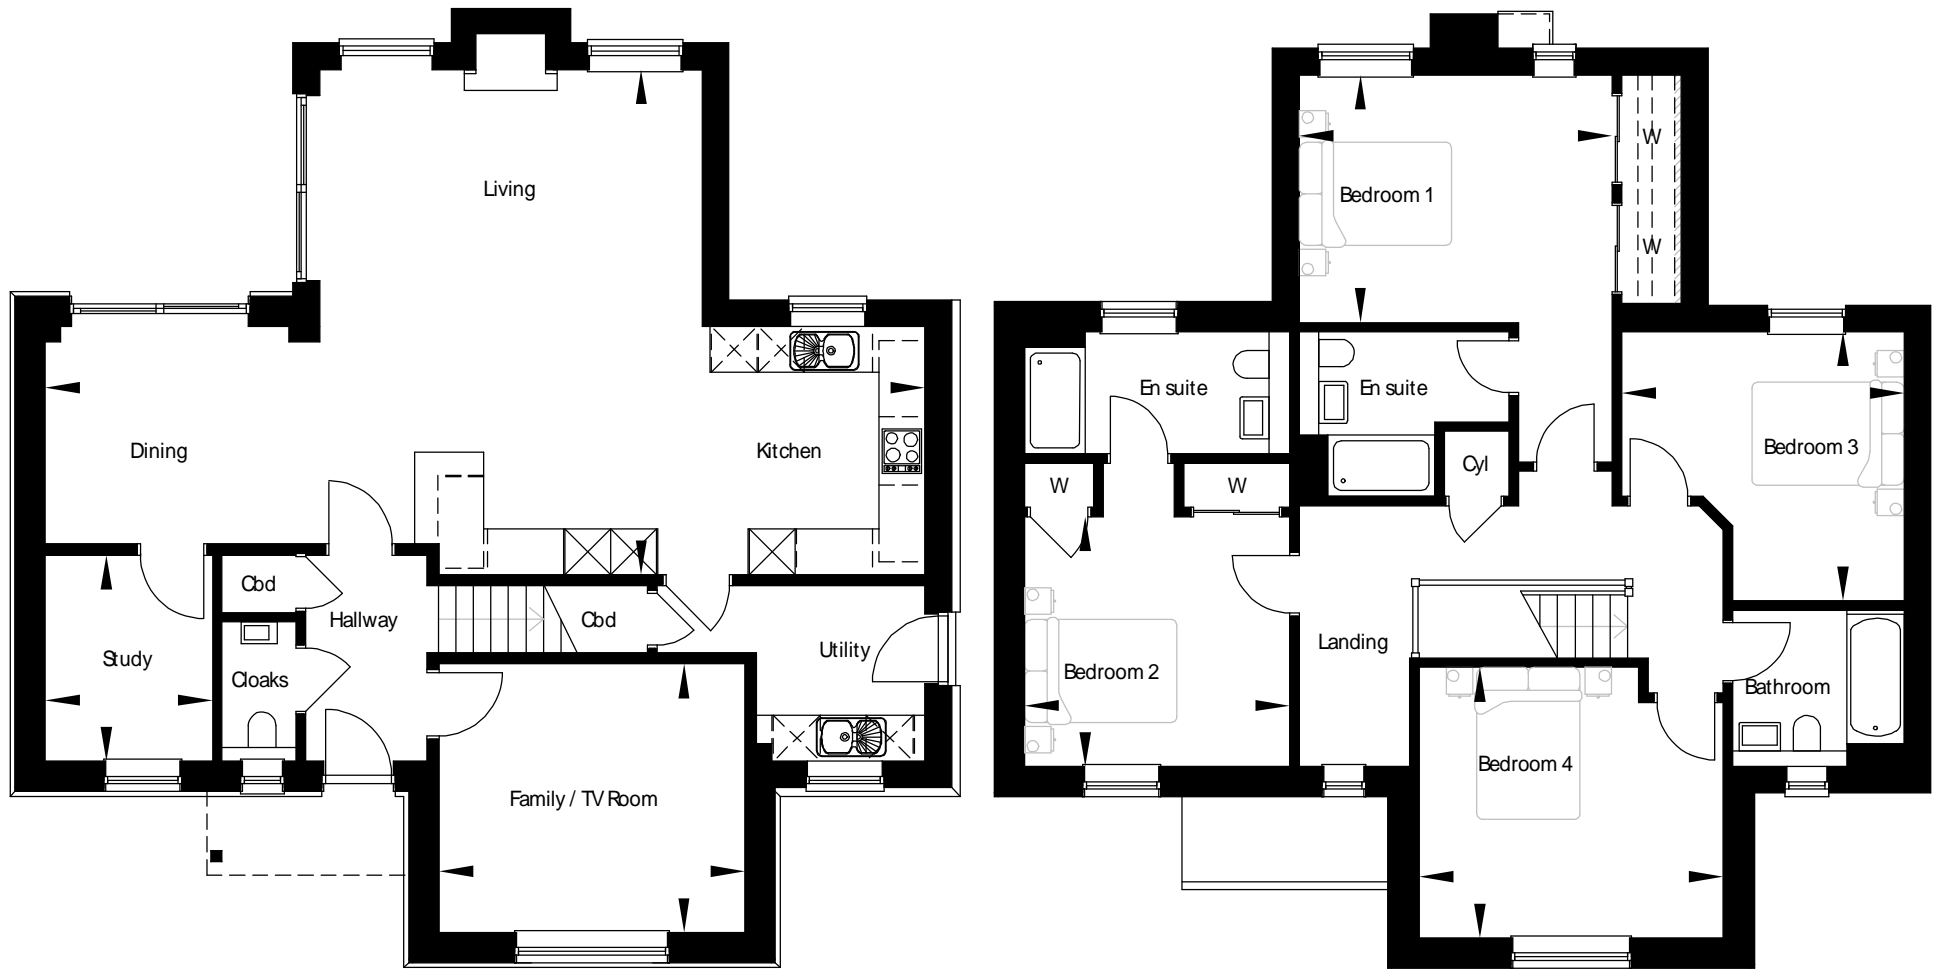 Living
Dining
Kitchen
Cbd
Hallway
Cbd
Study
Cloaks
Utility
Family / TV Room
W
Bedroom 1
W
En suite
En suite
Bedroom 3
W
W
Cyl
Bedroom 2
Landing
Bathroom
Bedroom 4